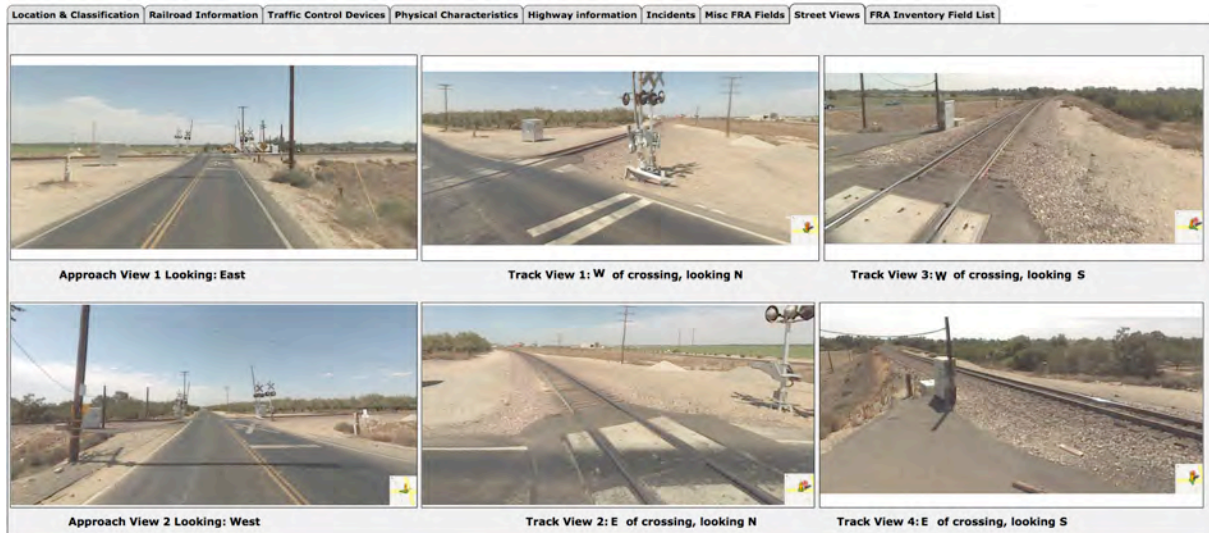 Location & Classification Railroad Information Traffic Control Devices Physical Characteristics Highway information Incidents Misc FRA Fields Street Views FRA Inventory Field List
Approach View 1 Looking: East
Track View 1: W of crossing, looking N
Track View 3: W of crossing, looking S
Approach View 2 Looking: West
Track View 2: E of crossing, looking N
Track View 4: E of crossing, looking S